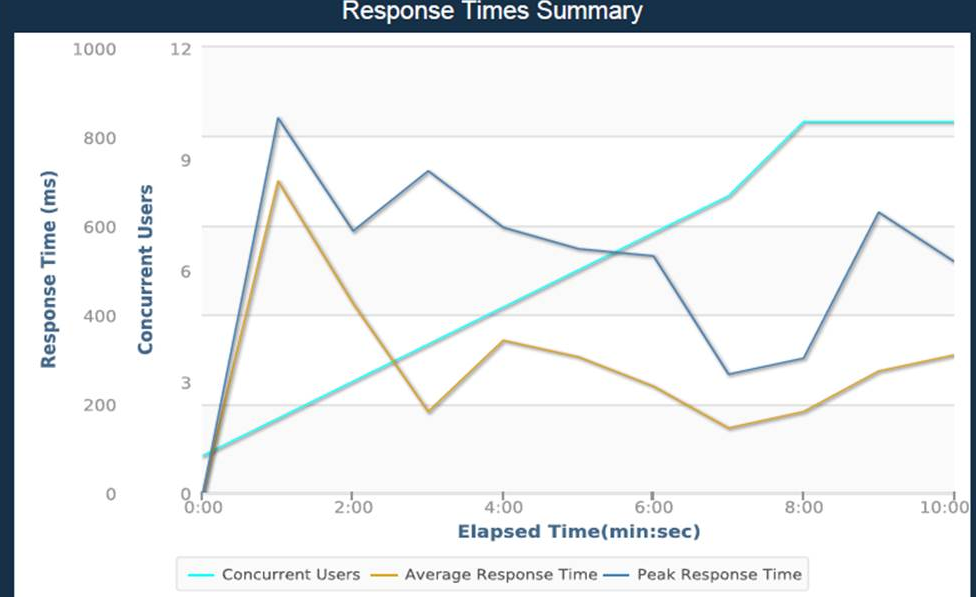 Response Times Summary
1000
800
600
400
200
0
Response Time (ms)
12
9
6
3
0
Concurrent Users
0:00 2:00 4:00 6:00 8:00 10:00
Elapsed Time(min:sec)
Concurrent Users Average Response Time Peak Response Time